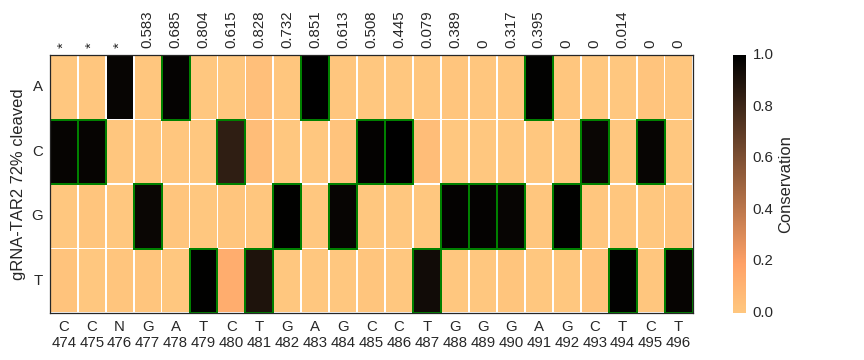 * * * 0.583 0.685 0.804 0.615 0.828 0.732 0.851 0.613 0.508 0.445 0.079 0.389 0 0.317 0.395 0 0 0.014 0 0
gRNA-TAR2 72% cleaved
A
C
G
T
C C N G A T C T G A G C C T G G G A G C T C T
474 475 476 477 478 479 480 481 482 483 484 485 486 487 488 489 490 491 492 493 494 495 496
1.0
0.8
0.6
0.4
0.2
0.0
Conservation